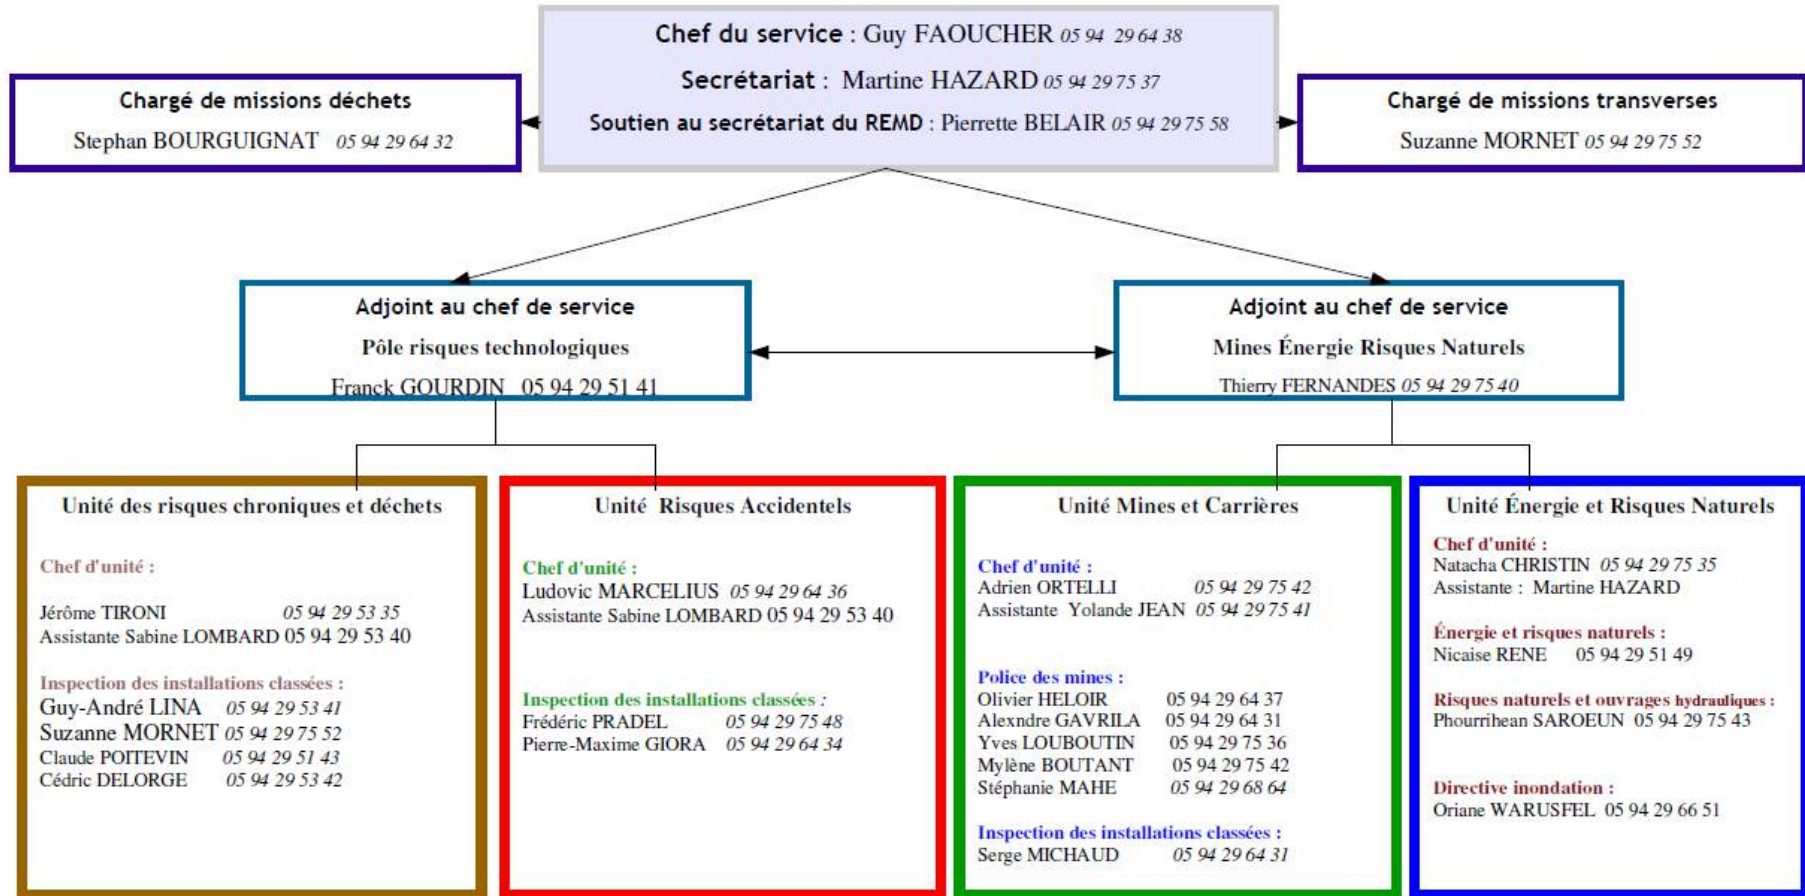 Chef du service : Guy FAOUCHER 05 94 29 64 38
Secrétariat : Martine HAZARD 05 94 29 75 37
Soutien au secrétariat du REMD : Pierrette BELAIR 05 94 29 75 58
Chargé de missions déchets
Stephan BOURGUIGNAT 05 94 29 64 32
Chargé de missions transverses
Suzanne MORNET 05 94 29 75 52
Adjoint au chef de service
Pôle risques technologiques
Franck GOURDIN 05 94 29 51 41
Adjoint au chef de service
Mines Énergie Risques Naturels
Thierry FERNANDES 05 94 29 75 40
Unité des risques chroniques et déchets
Chef d'unité :
Jérôme TIRONI 05 94 29 53 35
Assistante Sabine LOMBARD 05 94 29 53 40
Inspection des installations classées :
Guy-André LINA 05 94 29 53 41
Suzanne MORNET 05 94 29 75 52
Claude POITEVIN 05 94 29 51 43
Cédric DELORGE 05 94 29 53 42
Unité Risques Accidentels
Chef d'unité :
Ludovic MARCELIUS 05 94 29 64 36
Assistante Sabine LOMBARD 05 94 29 53 40
Inspection des installations classées :
Frédéric PRADEL 05 94 29 75 48
Pierre-Maxime GIORA 05 94 29 64 34
Unité Mines et Carrières
Chef d'unité :
Adrien ORTELLI 05 94 29 75 42
Assistante Yolande JEAN 05 94 29 75 41
Police des mines :
Olivier HELOIR 05 94 29 64 37
Alexndre GAVRILA 05 94 29 64 31
Yves LOUBOUTIN 05 94 29 75 36
Mylène BOUTANT 05 94 29 75 42
Stéphanie MAHE 05 94 29 68 64
Inspection des installations classées :
Serge MICHAUD 05 94 29 64 31
Unité Énergie et Risques Naturels
Chef d'unité :
Natacha CHRISTIN 05 94 29 75 35
Assistante : Martine HAZARD
Énergie et risques naturels :
Nicaise RENE 05 94 29 51 49
Risques naturels et ouvrages hydrauliques :
Phourrihean SAROEUN 05 94 29 75 43
Directive inondation :
Oriane WARUSFEL 05 94 29 66 51